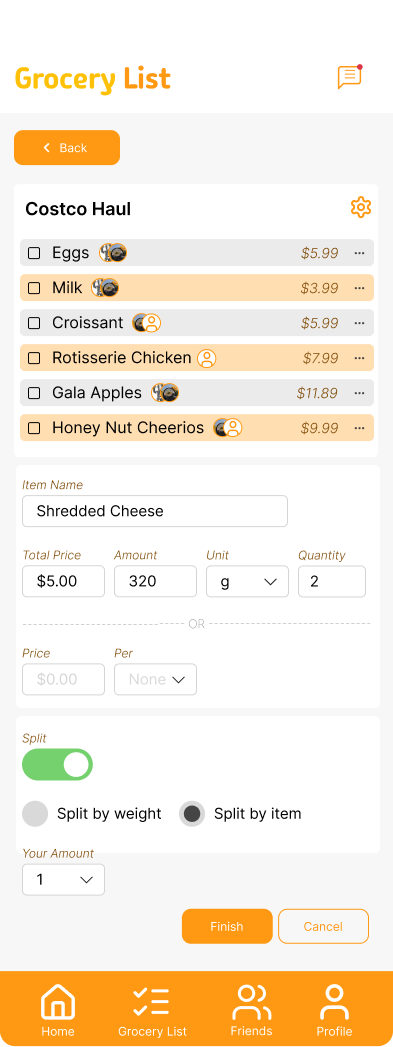 Grocery List
Back
Costco Haul
Eggs $5.99 ...
Milk $3.99 ...
Croissant $5.99 ...
Rotisserie Chicken $7.99 ...
Gala Apples $11.89 ...
Honey Nut Cheerios $9.99 ...
Item Name
Shredded Cheese
Total Price Amount Unit Quantity
$5.00 320 g 2
OR
Price Per
$0.00 None
Split
Split by weight Split by item
Your Amount
1
Finish Cancel
Home Grocery List Friends Profile